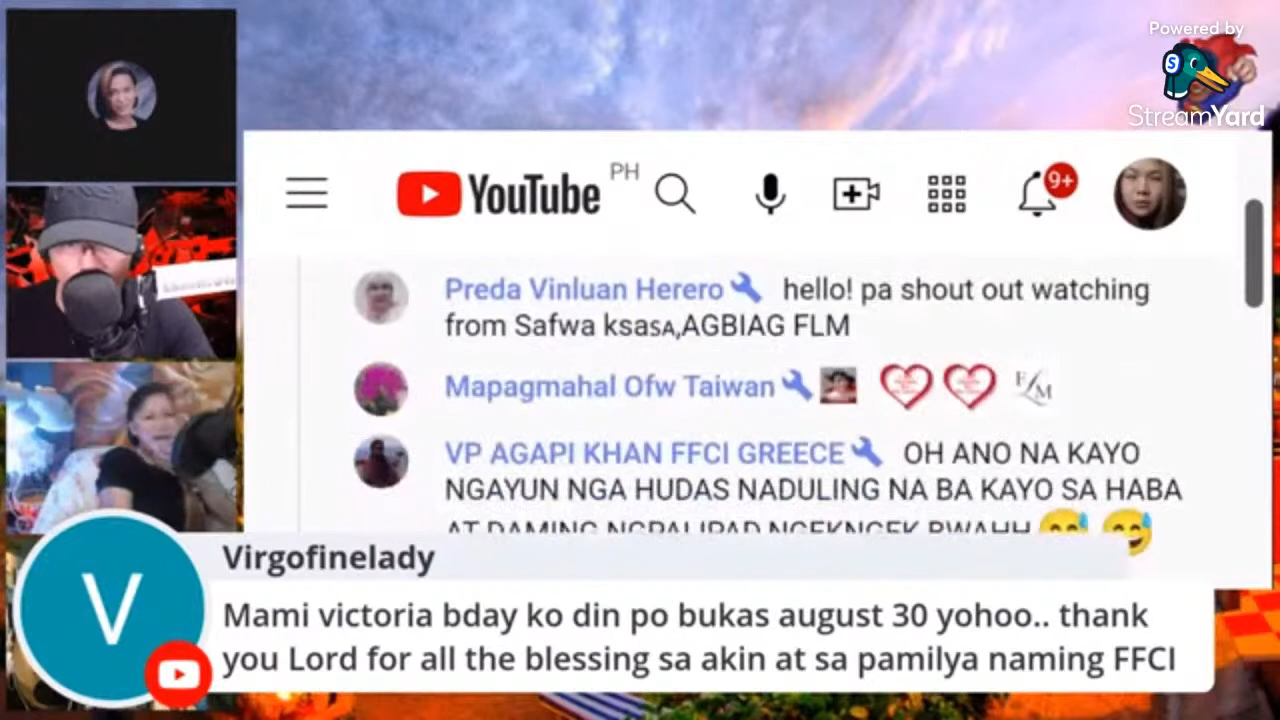 Powered by
StreamYard
YouTube PH
9+
Preda Vinluan Herero hello! pa shout out watching
from Safwa ksaSA,AGBIAG FLM
Mapagmahal Ofw Taiwan
VP AGAPI KHAN FFCI GREECE OH ANO NA KAYO
NGAYUN NGA HUDAS NADULING NA BA KAYO SA HABA
AT DAMING
V
Virgofinelady
Mami victoria bday ko din po bukas august 30 yohoo.. thank
you Lord for all the blessing sa akin at sa pamilya naming FFCI